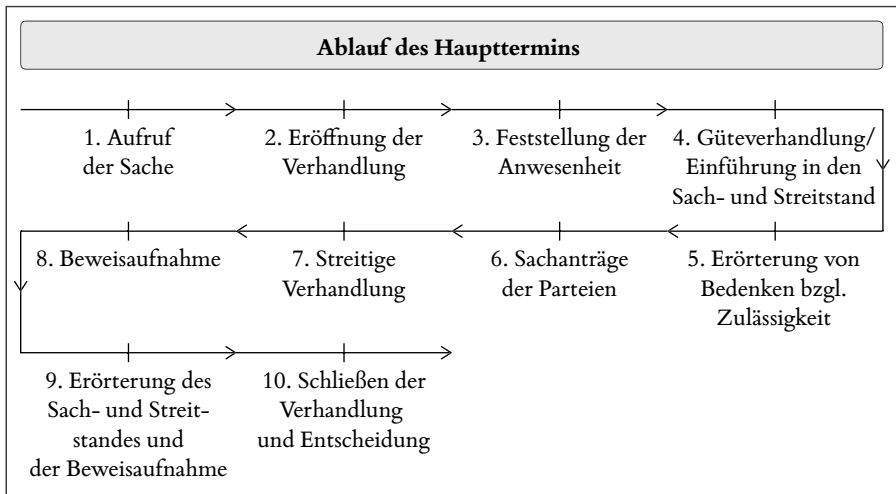 Ablauf des Haupttermins
1. Aufruf
der Sache
2. Eröffnung der
Verhandlung
3. Feststellung der
Anwesenheit
4. Güteverhandlung/
Einführung in den
Sach- und Streitstand
5. Erörterung von
Bedenken bzgl.
Zulässigkeit
6. Sachanträge
der Parteien
7. Streitige
Verhandlung
8. Beweisaufnahme
9. Erörterung des
Sach- und Streit-
standes und
der Beweisaufnahme
10. Schließen der
Verhandlung
und Entscheidung